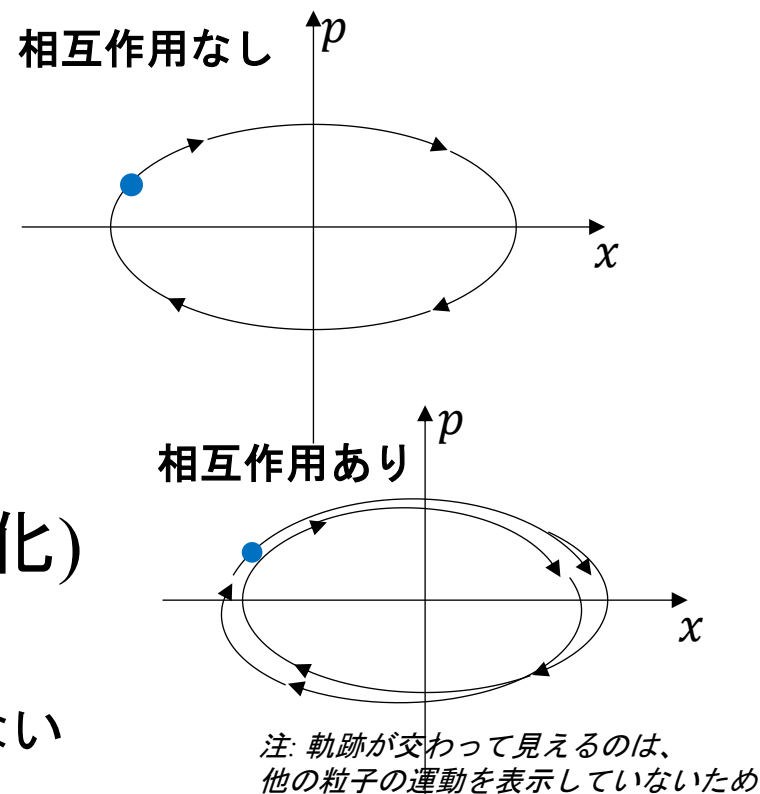 相互作用なし
p
x
相互作用あり
p
化)
x
ない
注: 軌跡が交わって見えるのは、
他の粒子の運動を表示していないため